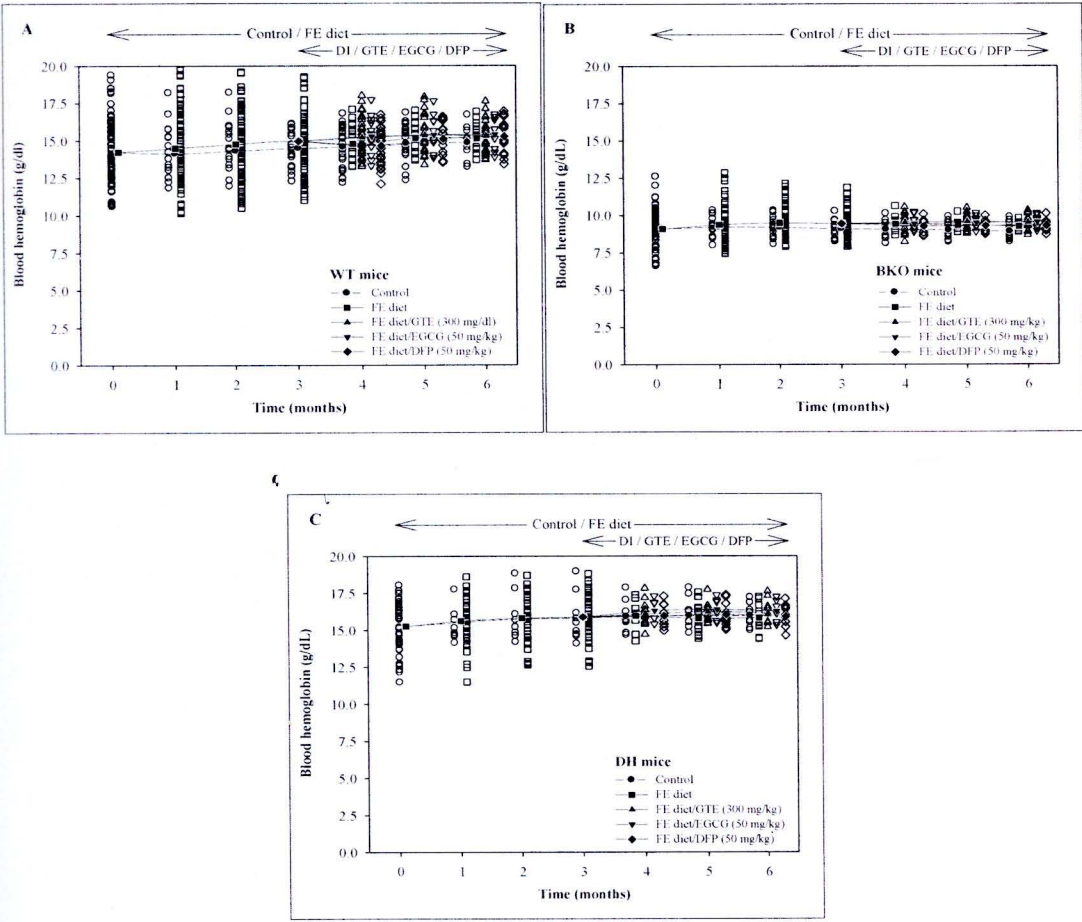 A
Control / FE diet
DI / GTE / EGCG / DFP
Blood hemoglobin (g/dl)
20.0
17.5
15.0
12.5
10.0
7.5
5.0
2.5
0.0
WT mice
Control
FE diet
FE diet/GTE (300 mg/dl)
FE diet/EGCG (50 mg/kg)
FE diet/DFP (50 mg/kg)
0 1 2 3 4 5 6
Time (months)
B
Control / FE diet
DI / GTE / EGCG / DFP
Blood hemoglobin (g/dL)
20.0
17.5
15.0
12.5
10.0
7.5
5.0
2.5
0.0
BKO mice
Control
FE diet
FE diet/GTE (300 mg/kg)
FE diet/EGCG (50 mg/kg)
FE diet/DFP (50 mg/kg)
0 1 2 3 4 5 6
Time (months)
C
Control / FE diet
DI / GTE / EGCG / DFP
Blood hemoglobin (g/dL)
20.0
17.5
15.0
12.5
10.0
7.5
5.0
2.5
0.0
DH mice
Control
FE diet
FE diet/GTE (300 mg/kg)
FE diet/EGCG (50 mg/kg)
FE diet/DFP (50 mg/kg)
0 1 2 3 4 5 6
Time (months)